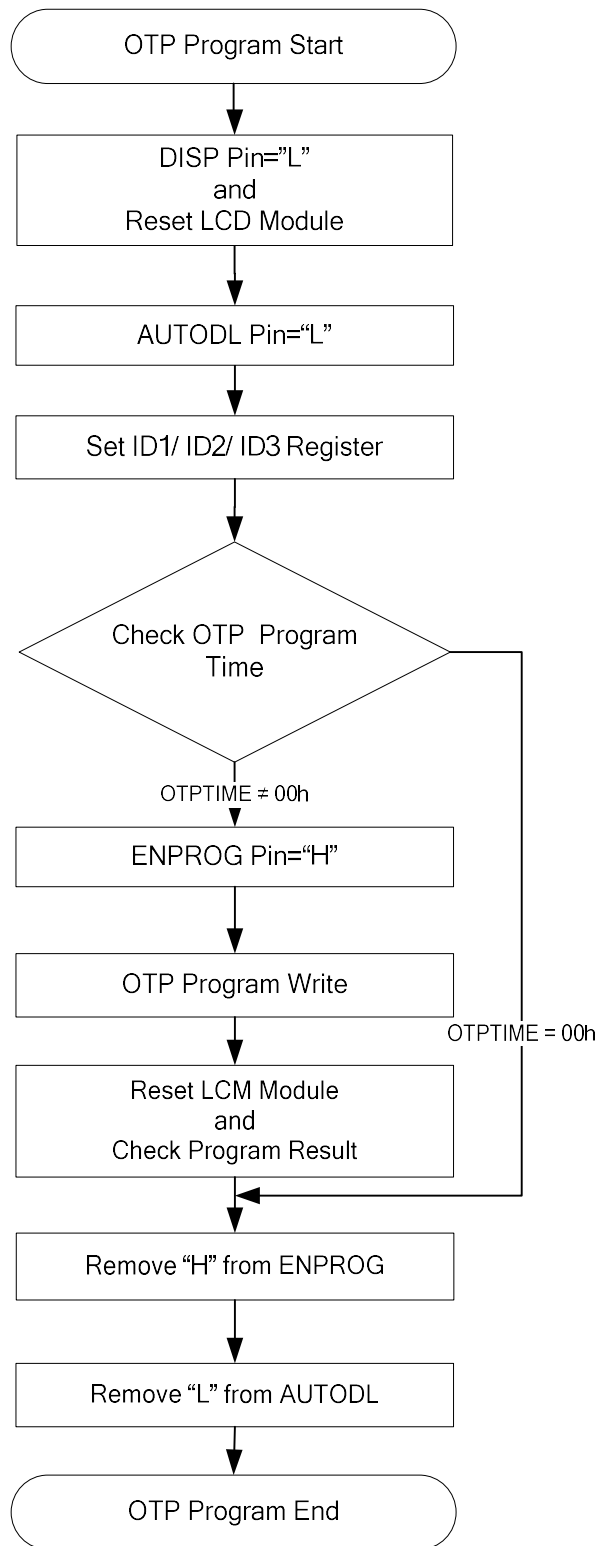 OTP Program Start
DISP Pin=”L”
and
Reset LCD Module
AUTODL Pin=“L”
Set ID1/ ID2/ ID3 Register
Check OTP  Program
Time
OTPTIME ≠ 00h
ENPROG Pin=“H”
OTP Program Write
OTPTIME = 00h
Reset LCM Module
and
Check Program Result
Remove “H” from ENPROG
Remove “L” from AUTODL
OTP Program End